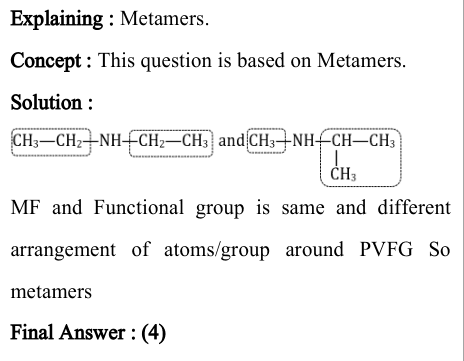 Explaining : Metamers.
Concept : This question is based on Metamers.
Solution :
CH₃—CH₂—NH—CH₂—CH₃ and CH₃—NH—CH—CH₃
|
CH₃
MF and Functional group is same and different
arrangement of atoms/group around PVFG So
metamers
Final Answer : (4)